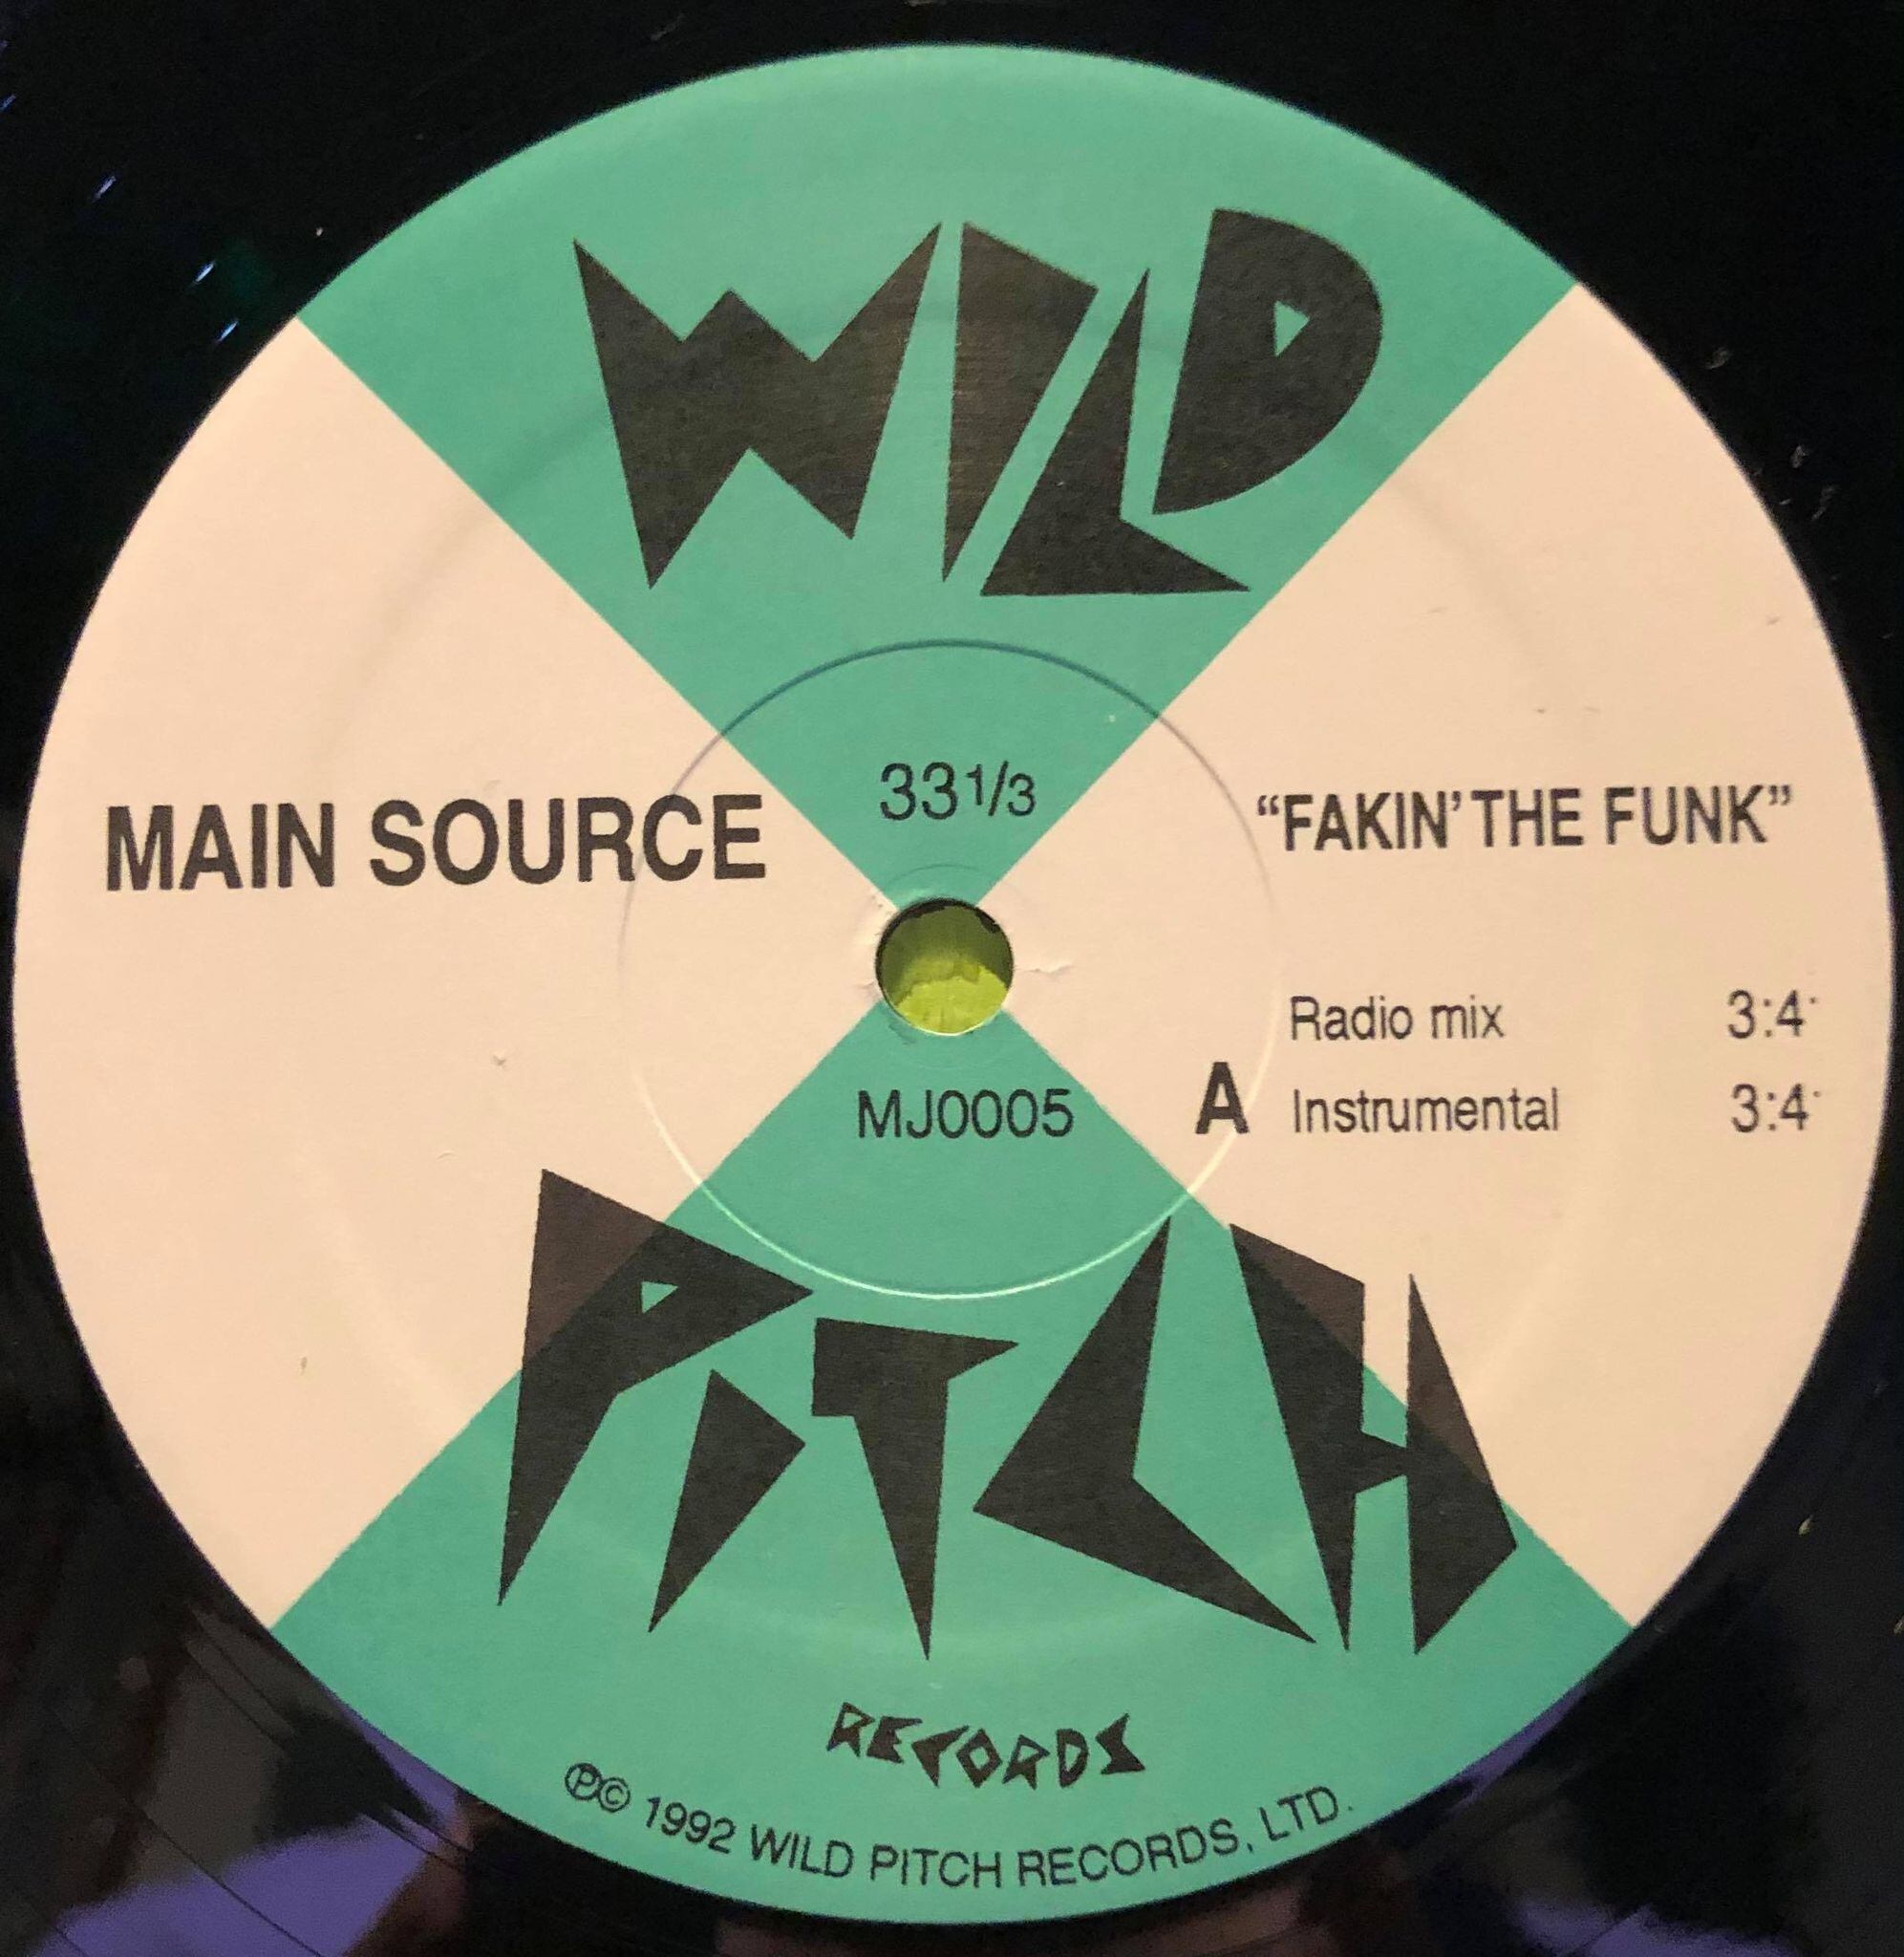 WILD
33 1/3
MAIN SOURCE
“FAKIN’ THE FUNK”
Radio mix 3:4
A Instrumental 3:4
MJ0005
PITCH
RECORDS
℗© 1992 WILD PITCH RECORDS, LTD.